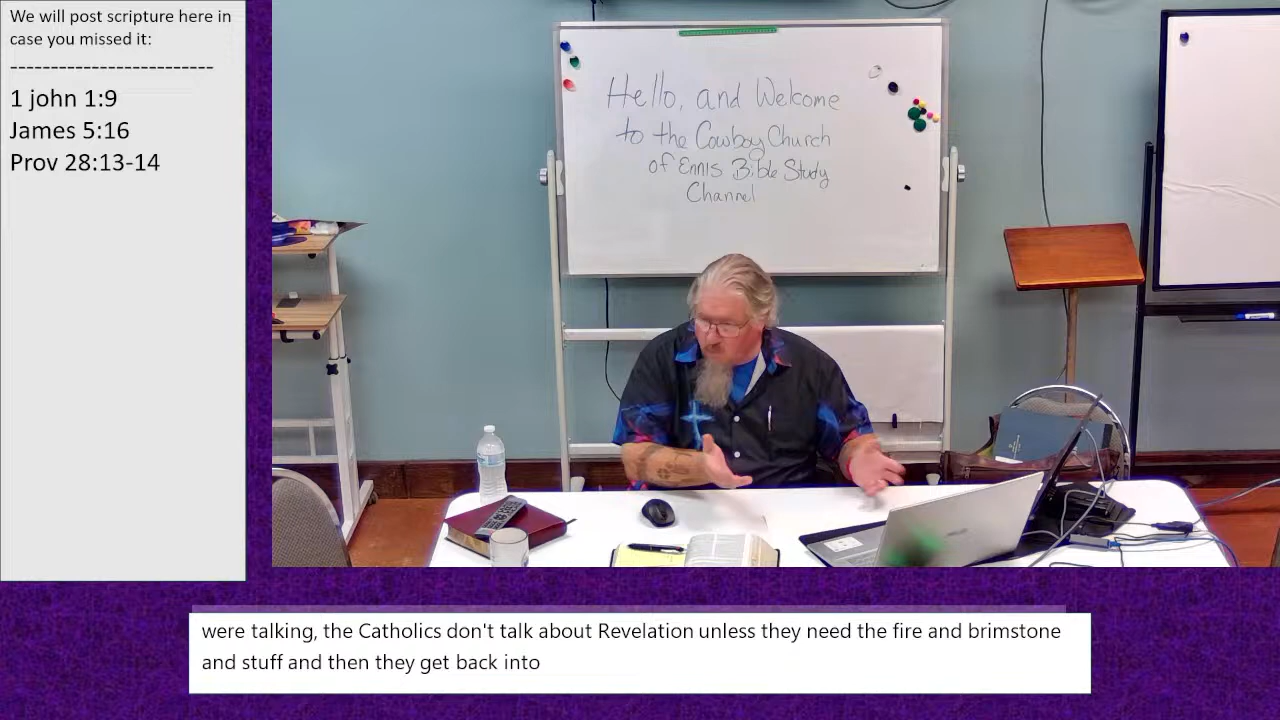 We will post scripture here in
case you missed it:
-------------------------
1 john 1:9
James 5:16
Prov 28:13-14
Hello, and Welcome
to the Cowboy Church
of Ennis Bible Study
Channel
were talking, the Catholics don't talk about Revelation unless they need the fire and brimstone
and stuff and then they get back into